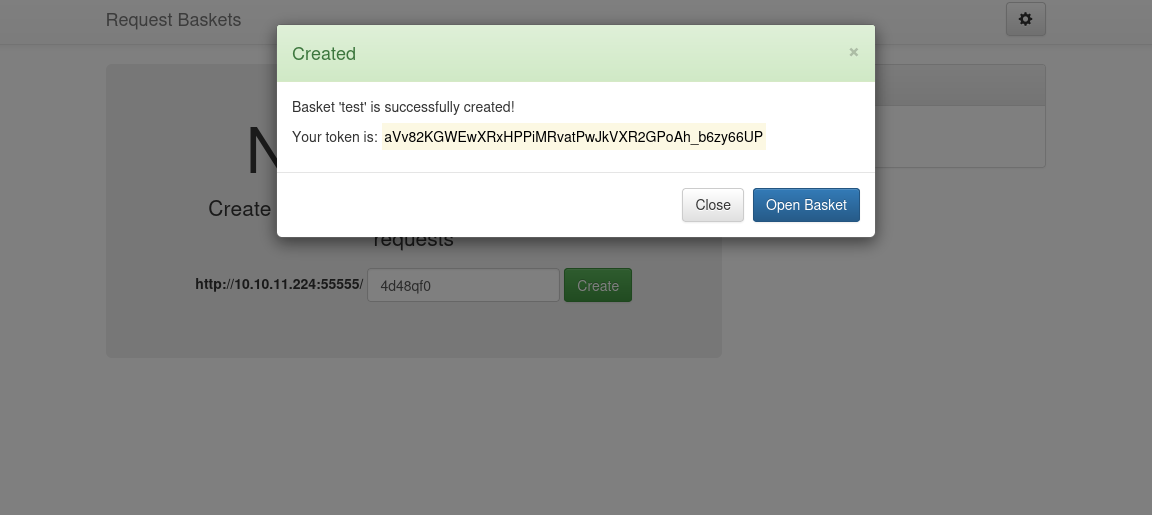 Request Baskets
Created
×
Basket 'test' is successfully created!
Your token is: aVv82KGWEwXRxHPPiMRvatPwJkVXR2GPoAh_b6zy66UP
Close
Open Basket
N
Create
requests
http://10.10.11.224:55555/
4d48qf0
Create